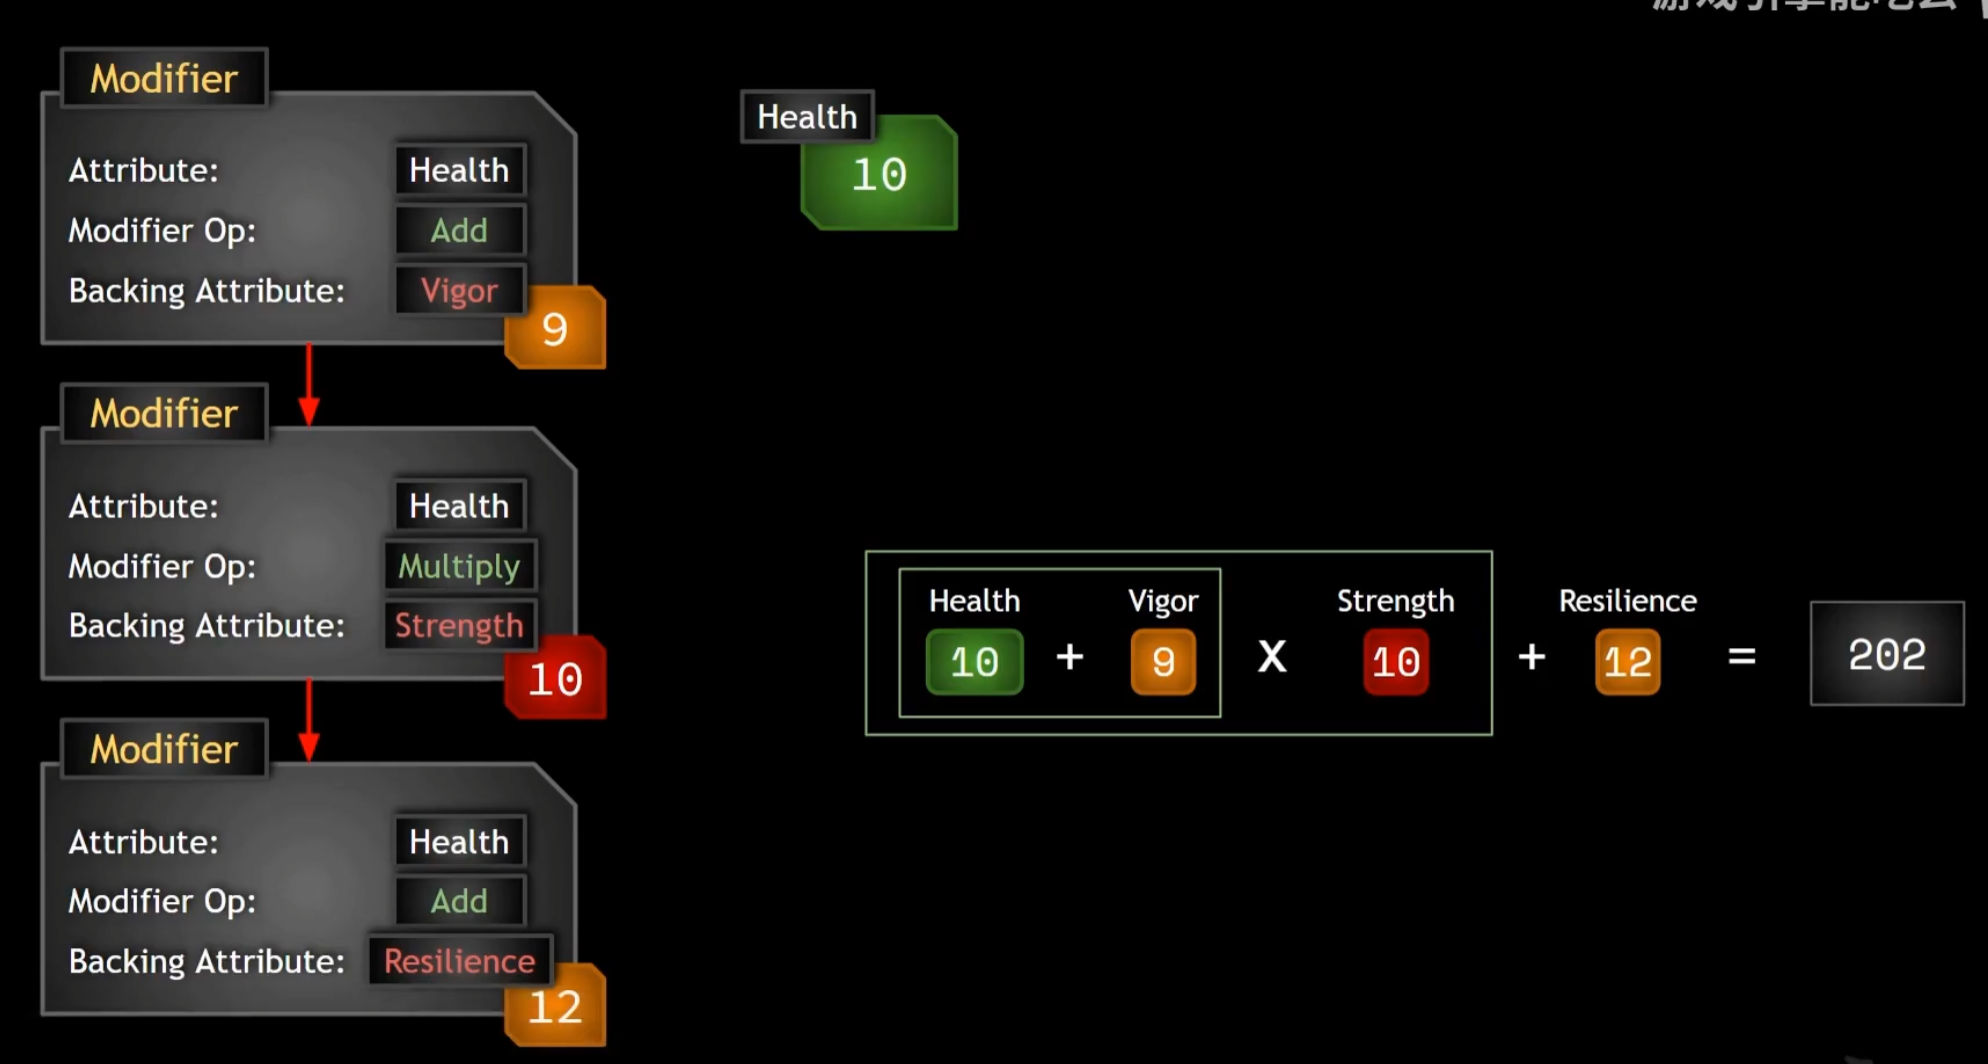 Modifier
Attribute: Health
Modifier Op: Add
Backing Attribute: Vigor
9
Modifier
Attribute: Health
Modifier Op: Multiply
Backing Attribute: Strength
10
Modifier
Attribute: Health
Modifier Op: Add
Backing Attribute: Resilience
12
Health
10
Health Vigor Strength Resilience
10 + 9 X 10 + 12 = 202